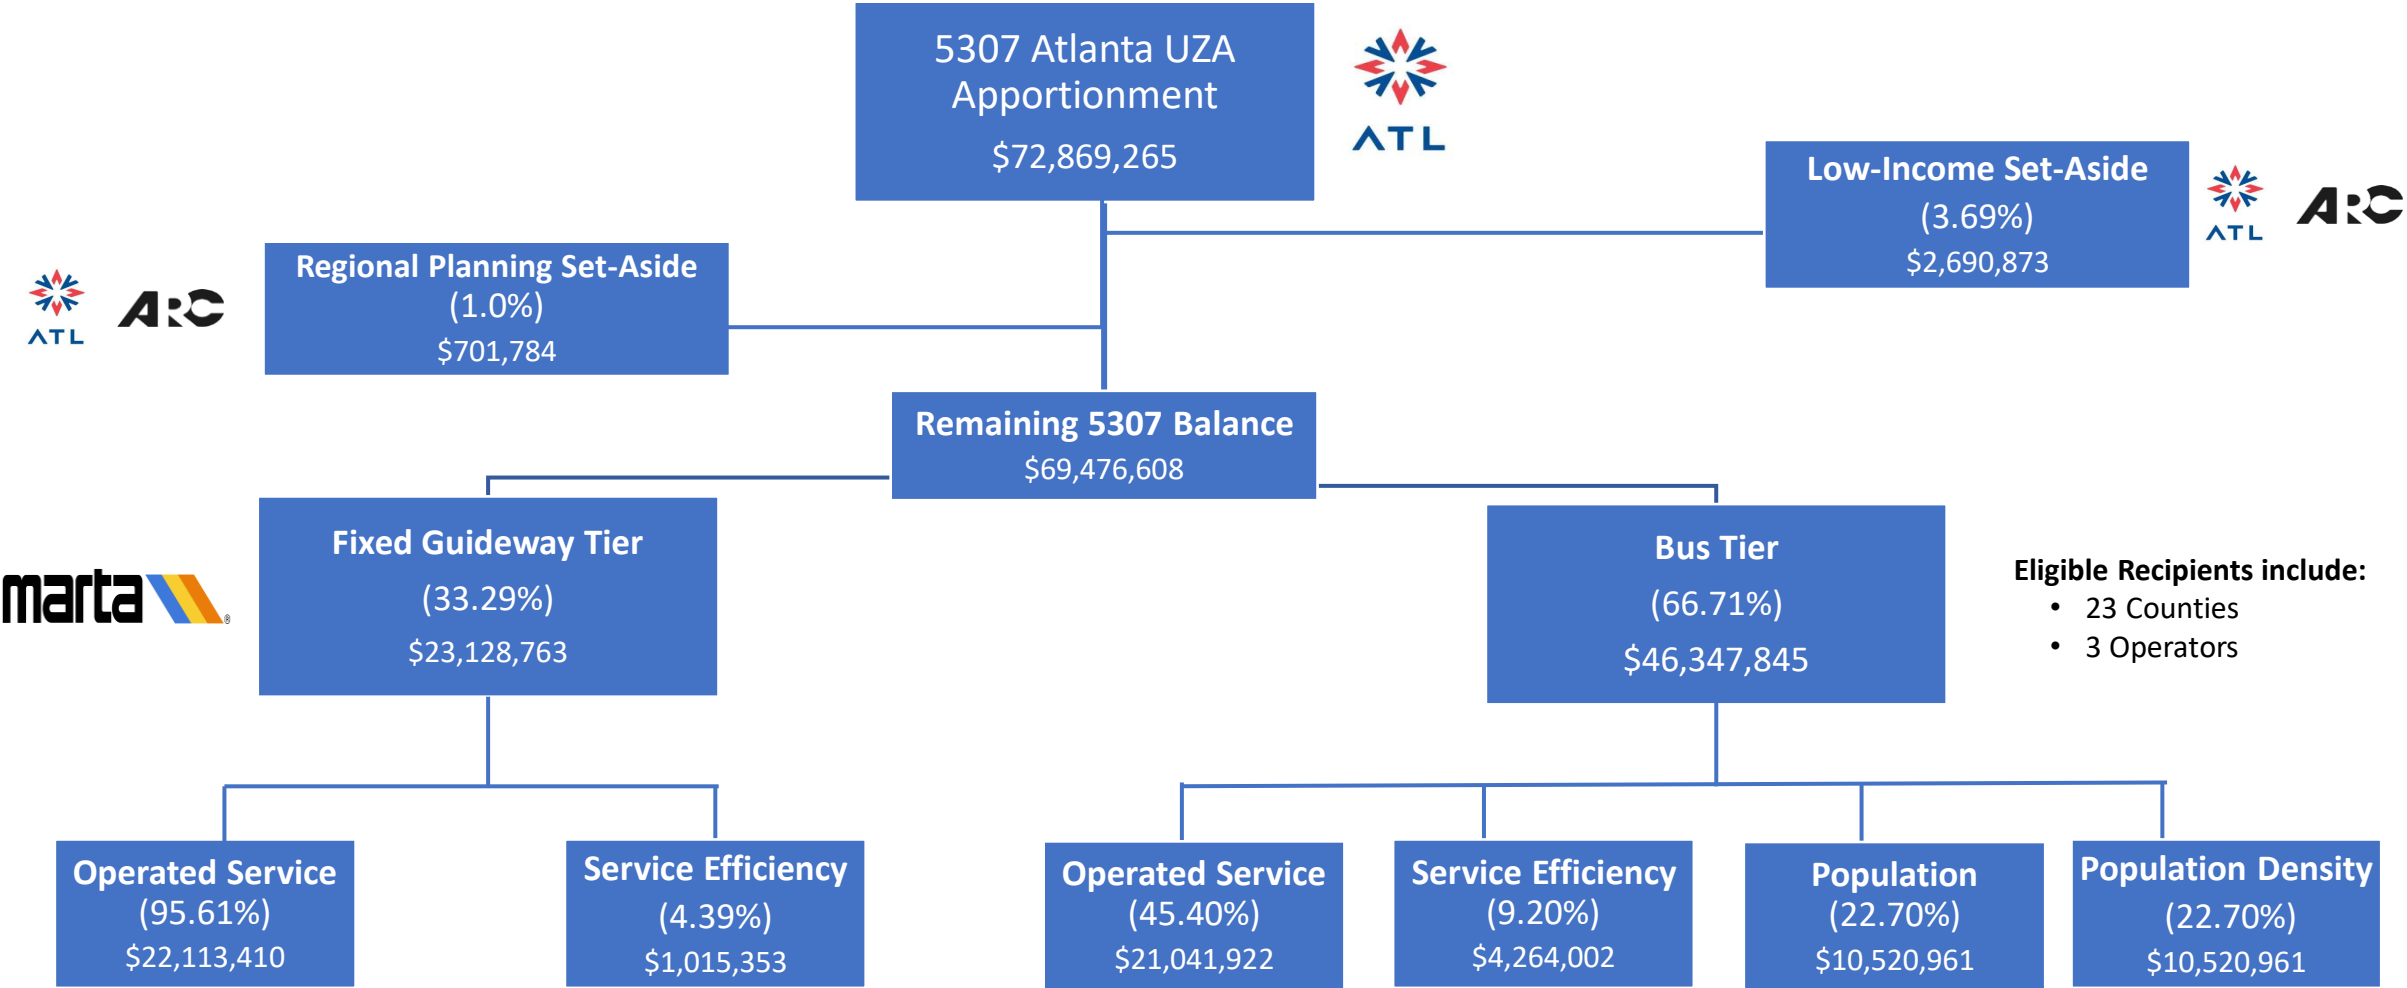 5307 Atlanta UZA
Apportionment
$72,869,265
ATL
Low-Income Set-Aside
(3.69%)
$2,690,873
ATL
ARC
Regional Planning Set-Aside
(1.0%)
$701,784
ATL
ARC
Remaining 5307 Balance
$69,476,608
marta
®
Fixed Guideway Tier
(33.29%)
$23,128,763
Bus Tier
(66.71%)
$46,347,845
Eligible Recipients include:
• 23 Counties
• 3 Operators
Operated Service
(95.61%)
$22,113,410
Service Efficiency
(4.39%)
$1,015,353
Operated Service
(45.40%)
$21,041,922
Service Efficiency
(9.20%)
$4,264,002
Population
(22.70%)
$10,520,961
Population Density
(22.70%)
$10,520,961